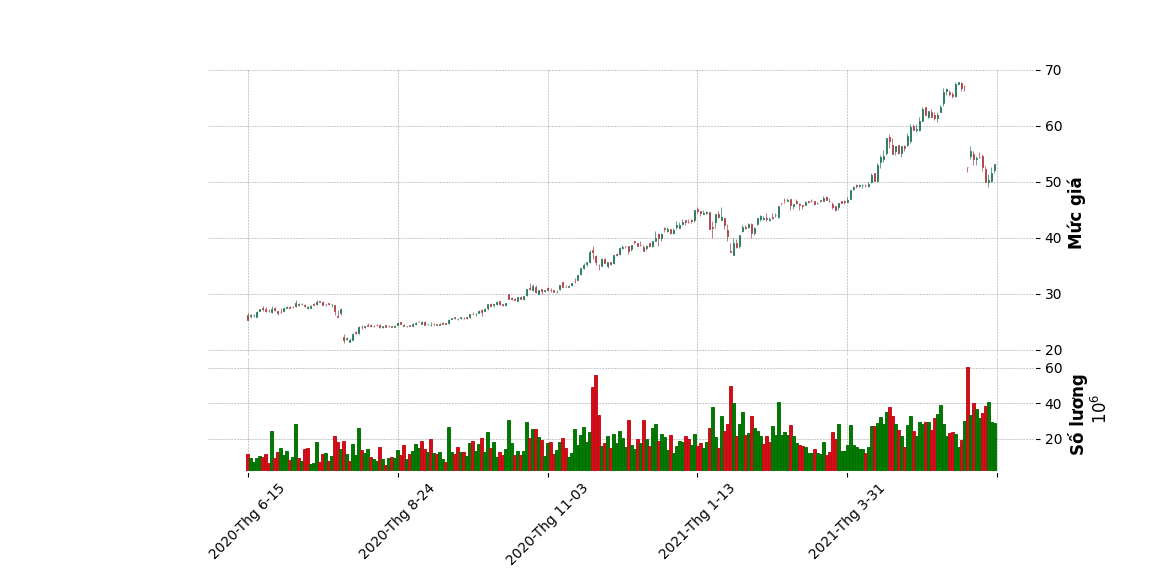 70
60
50
40
30
20
Mức giá
60
40
20
Số lượng
10^6
2020-Thg 6-15
2020-Thg 8-24
2020-Thg 11-03
2021-Thg 1-13
2021-Thg 3-31